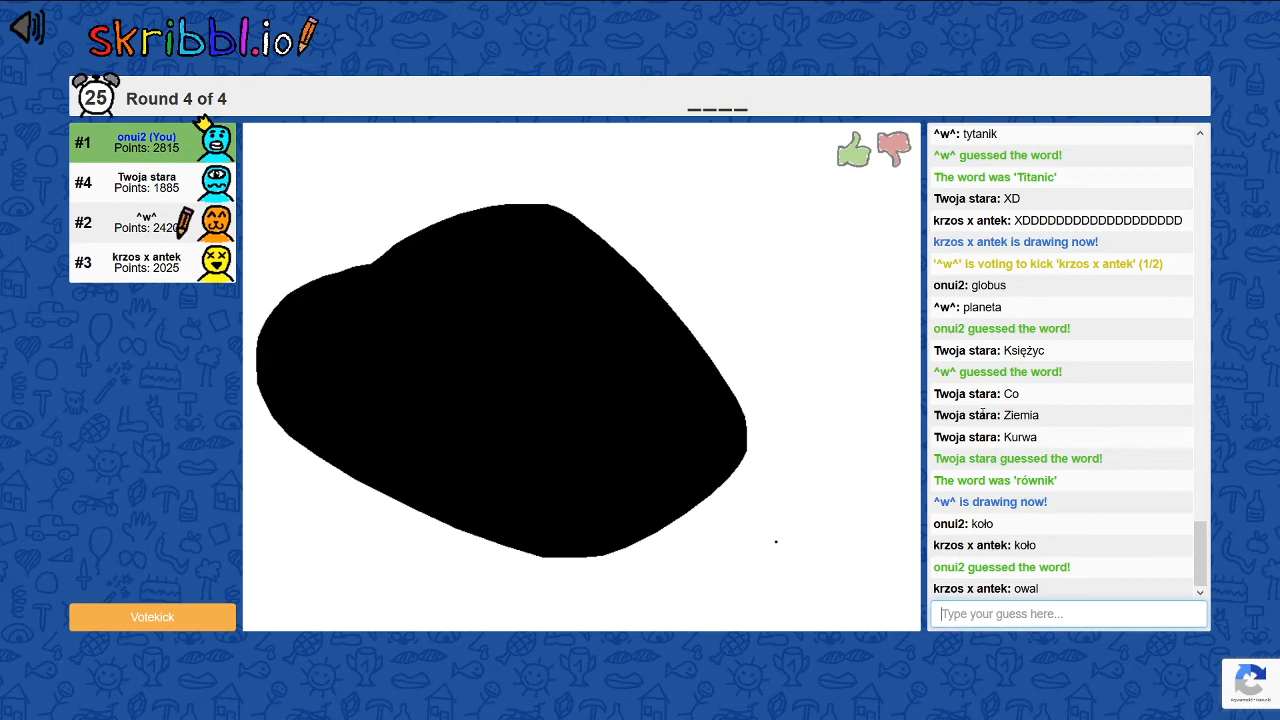 skribbl.io
25
Round 4 of 4
_ _ _ _
#1
onui2 (You)
Points: 2815
#4
Twoja stara
Points: 1885
#2
^w^
Points: 2420
#3
krzos x antek
Points: 2025
Votekick
^w^: tytanik
^w^ guessed the word!
The word was 'Titanic'
Twoja stara: XD
krzos x antek: XDDDDDDDDDDDDDDDDDDD
krzos x antek is drawing now!
'^w^' is voting to kick 'krzos x antek' (1/2)
onui2: globus
^w^: planeta
onui2 guessed the word!
Twoja stara: Księżyc
^w^ guessed the word!
Twoja stara: Co
Twoja stara: Ziemia
Twoja stara: Kurwa
Twoja stara guessed the word!
The word was 'równik'
^w^ is drawing now!
onui2: koło
krzos x antek: koło
onui2 guessed the word!
krzos x antek: owal
Type your guess here...